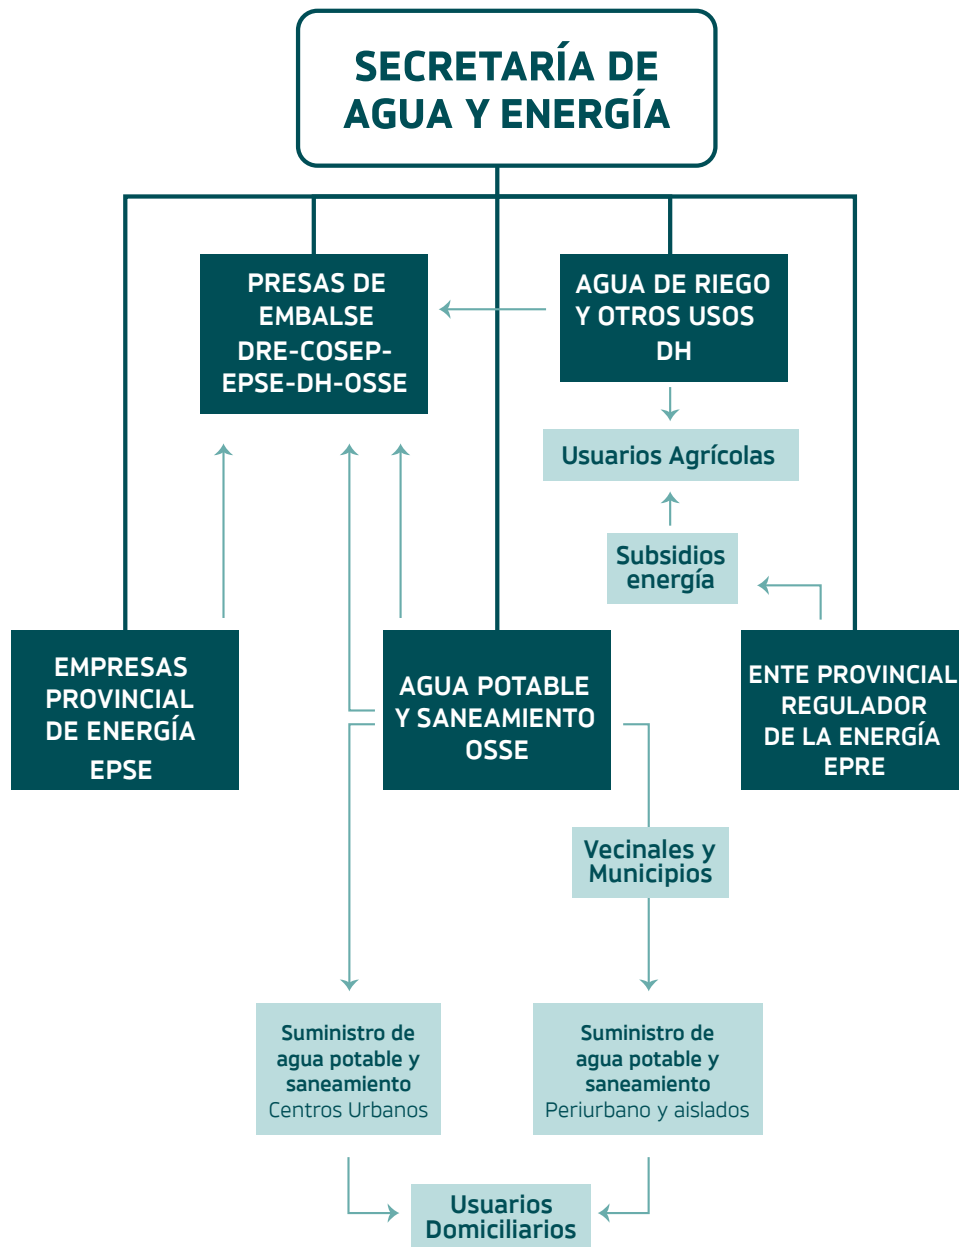 SECRETARÍA DE
AGUA Y ENERGÍA
PRESAS DE
EMBALSE
DRE-COSEP-
EPSE-DH-OSSE
AGUA DE RIEGO
Y OTROS USOS
DH
Usuarios Agrícolas
Subsidios
energía
EMPRESAS
PROVINCIAL
DE ENERGÍA
EPSE
AGUA POTABLE
Y SANEAMIENTO
OSSE
ENTE PROVINCIAL
REGULADOR
DE LA ENERGÍA
EPRE
Vecinales y
Municipios
Suministro de
agua potable y
saneamiento
Centros Urbanos
Suministro de
agua potable y
saneamiento
Periurbano y aislados
Usuarios
Domiciliarios